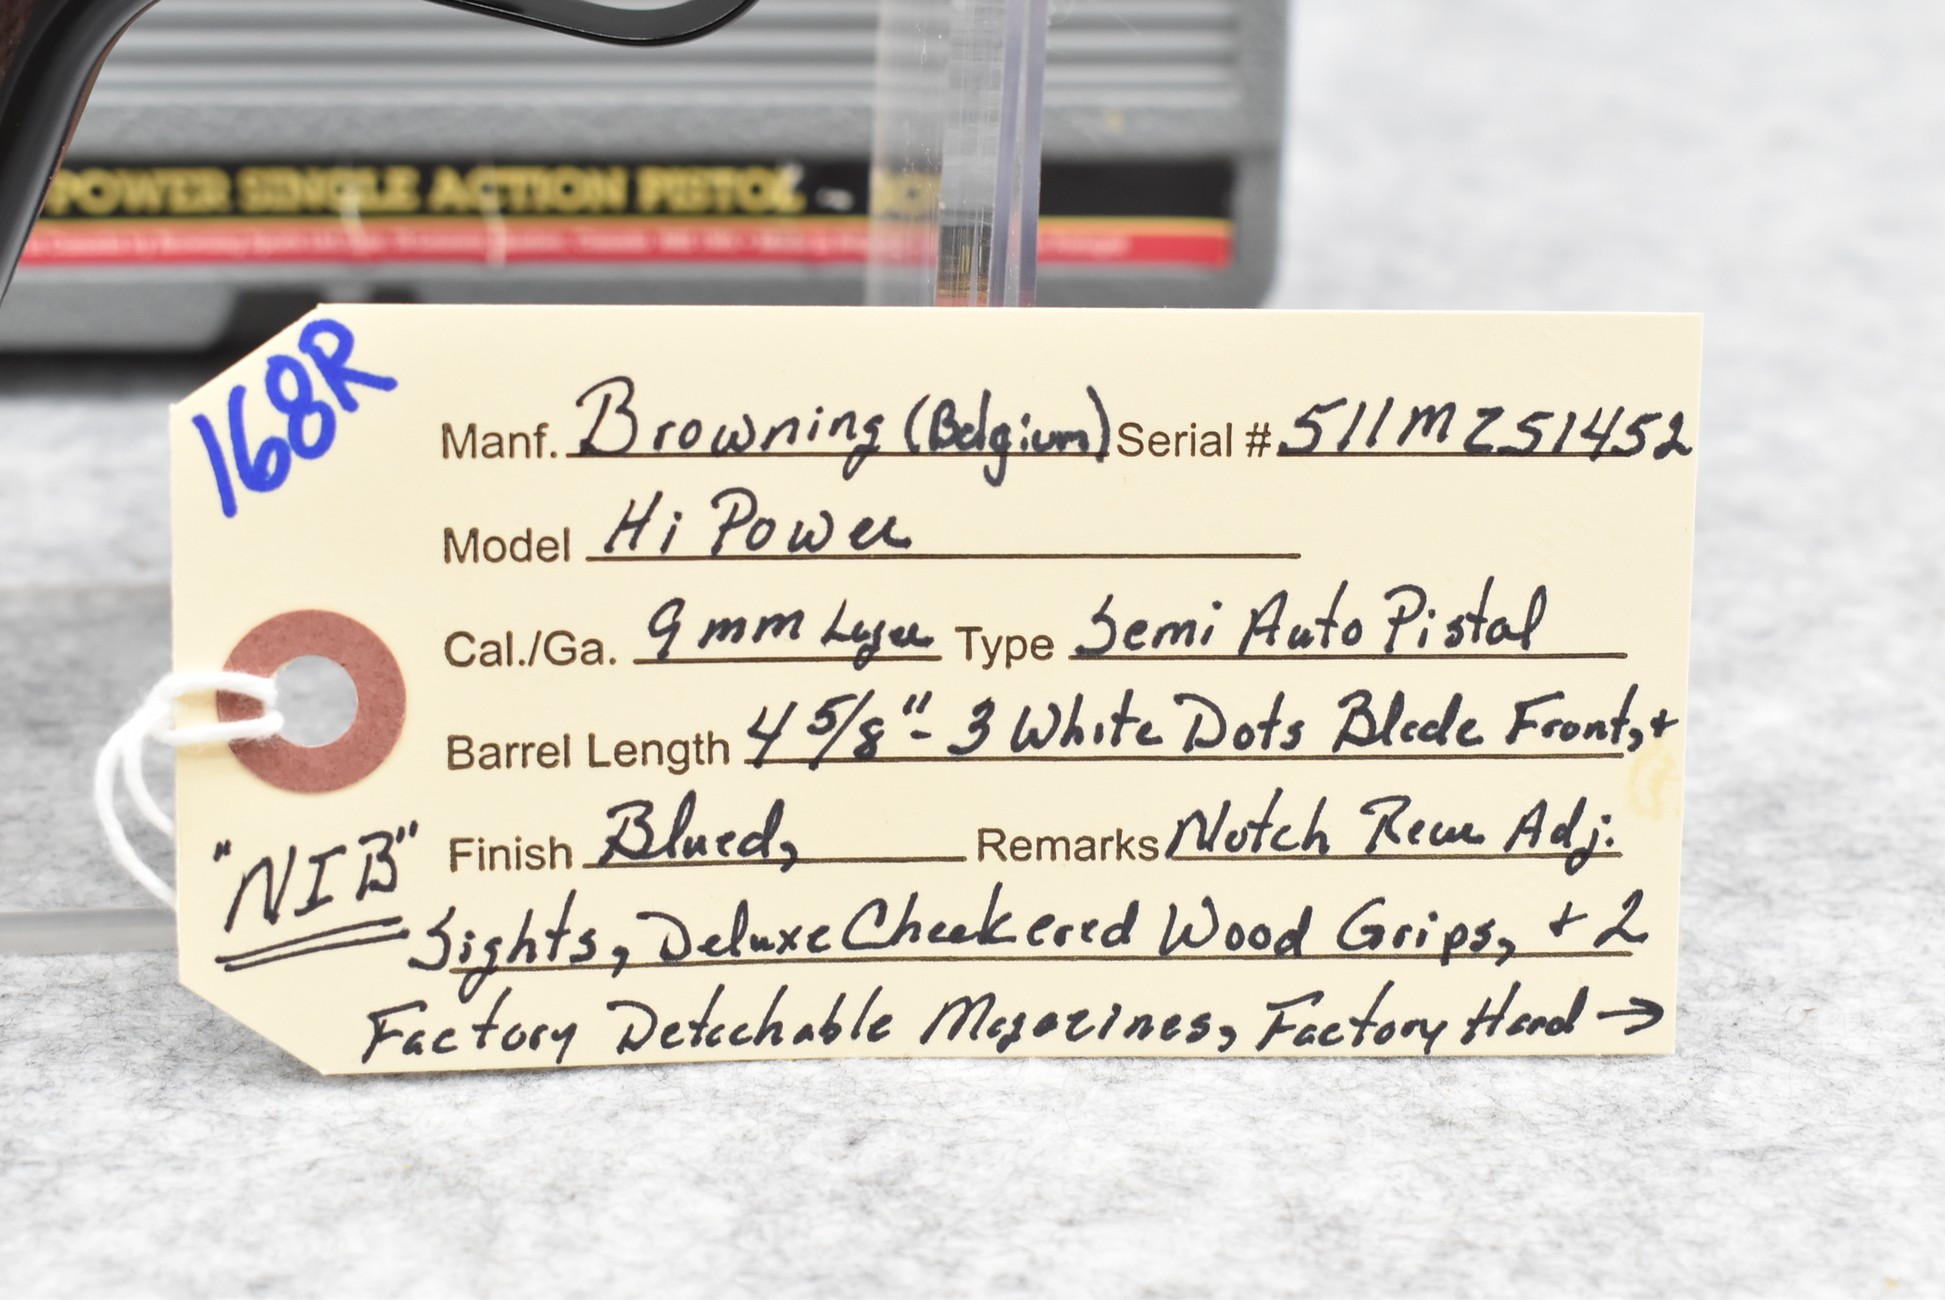 POWER SINGLE ACTION PISTOL
168R
Manf. Browning (Belgium) Serial # 511MZ51452
Model Hi Power
Cal./Ga. 9mm Luger Type Semi Auto Pistol
Barrel Length 4 5/8" - 3 White Dots Blade Front, +
"NIB" Finish Blued, Remarks Notch Rear Adj.
Sights, Deluxe Checkered Wood Grips, + 2
Factory Detachable Magazines, Factory Hard →